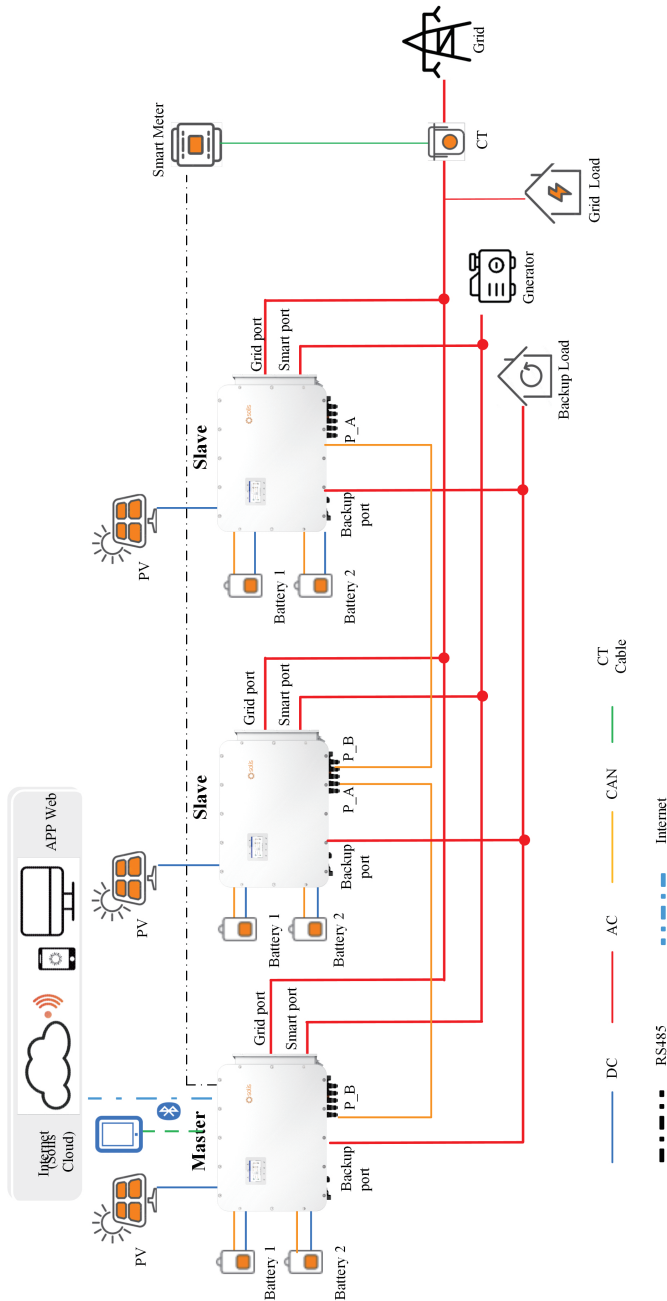 Internet
(Solis
Cloud)
APP Web
PV
PV
PV
Smart Meter
Master
Slave
Slave
solis
solis
solis
Grid port
Smart port
Grid port
Smart port
Grid port
Smart port
Battery 1
Battery 2
Battery 1
Battery 2
Battery 1
Battery 2
Backup
port
P_B
Backup
port
P_A
P_B
Backup
port
P_A
CT
Grid
Grid Load
Gnerator
Backup Load
DC
AC
CAN
CT
Cable
RS485
Internet